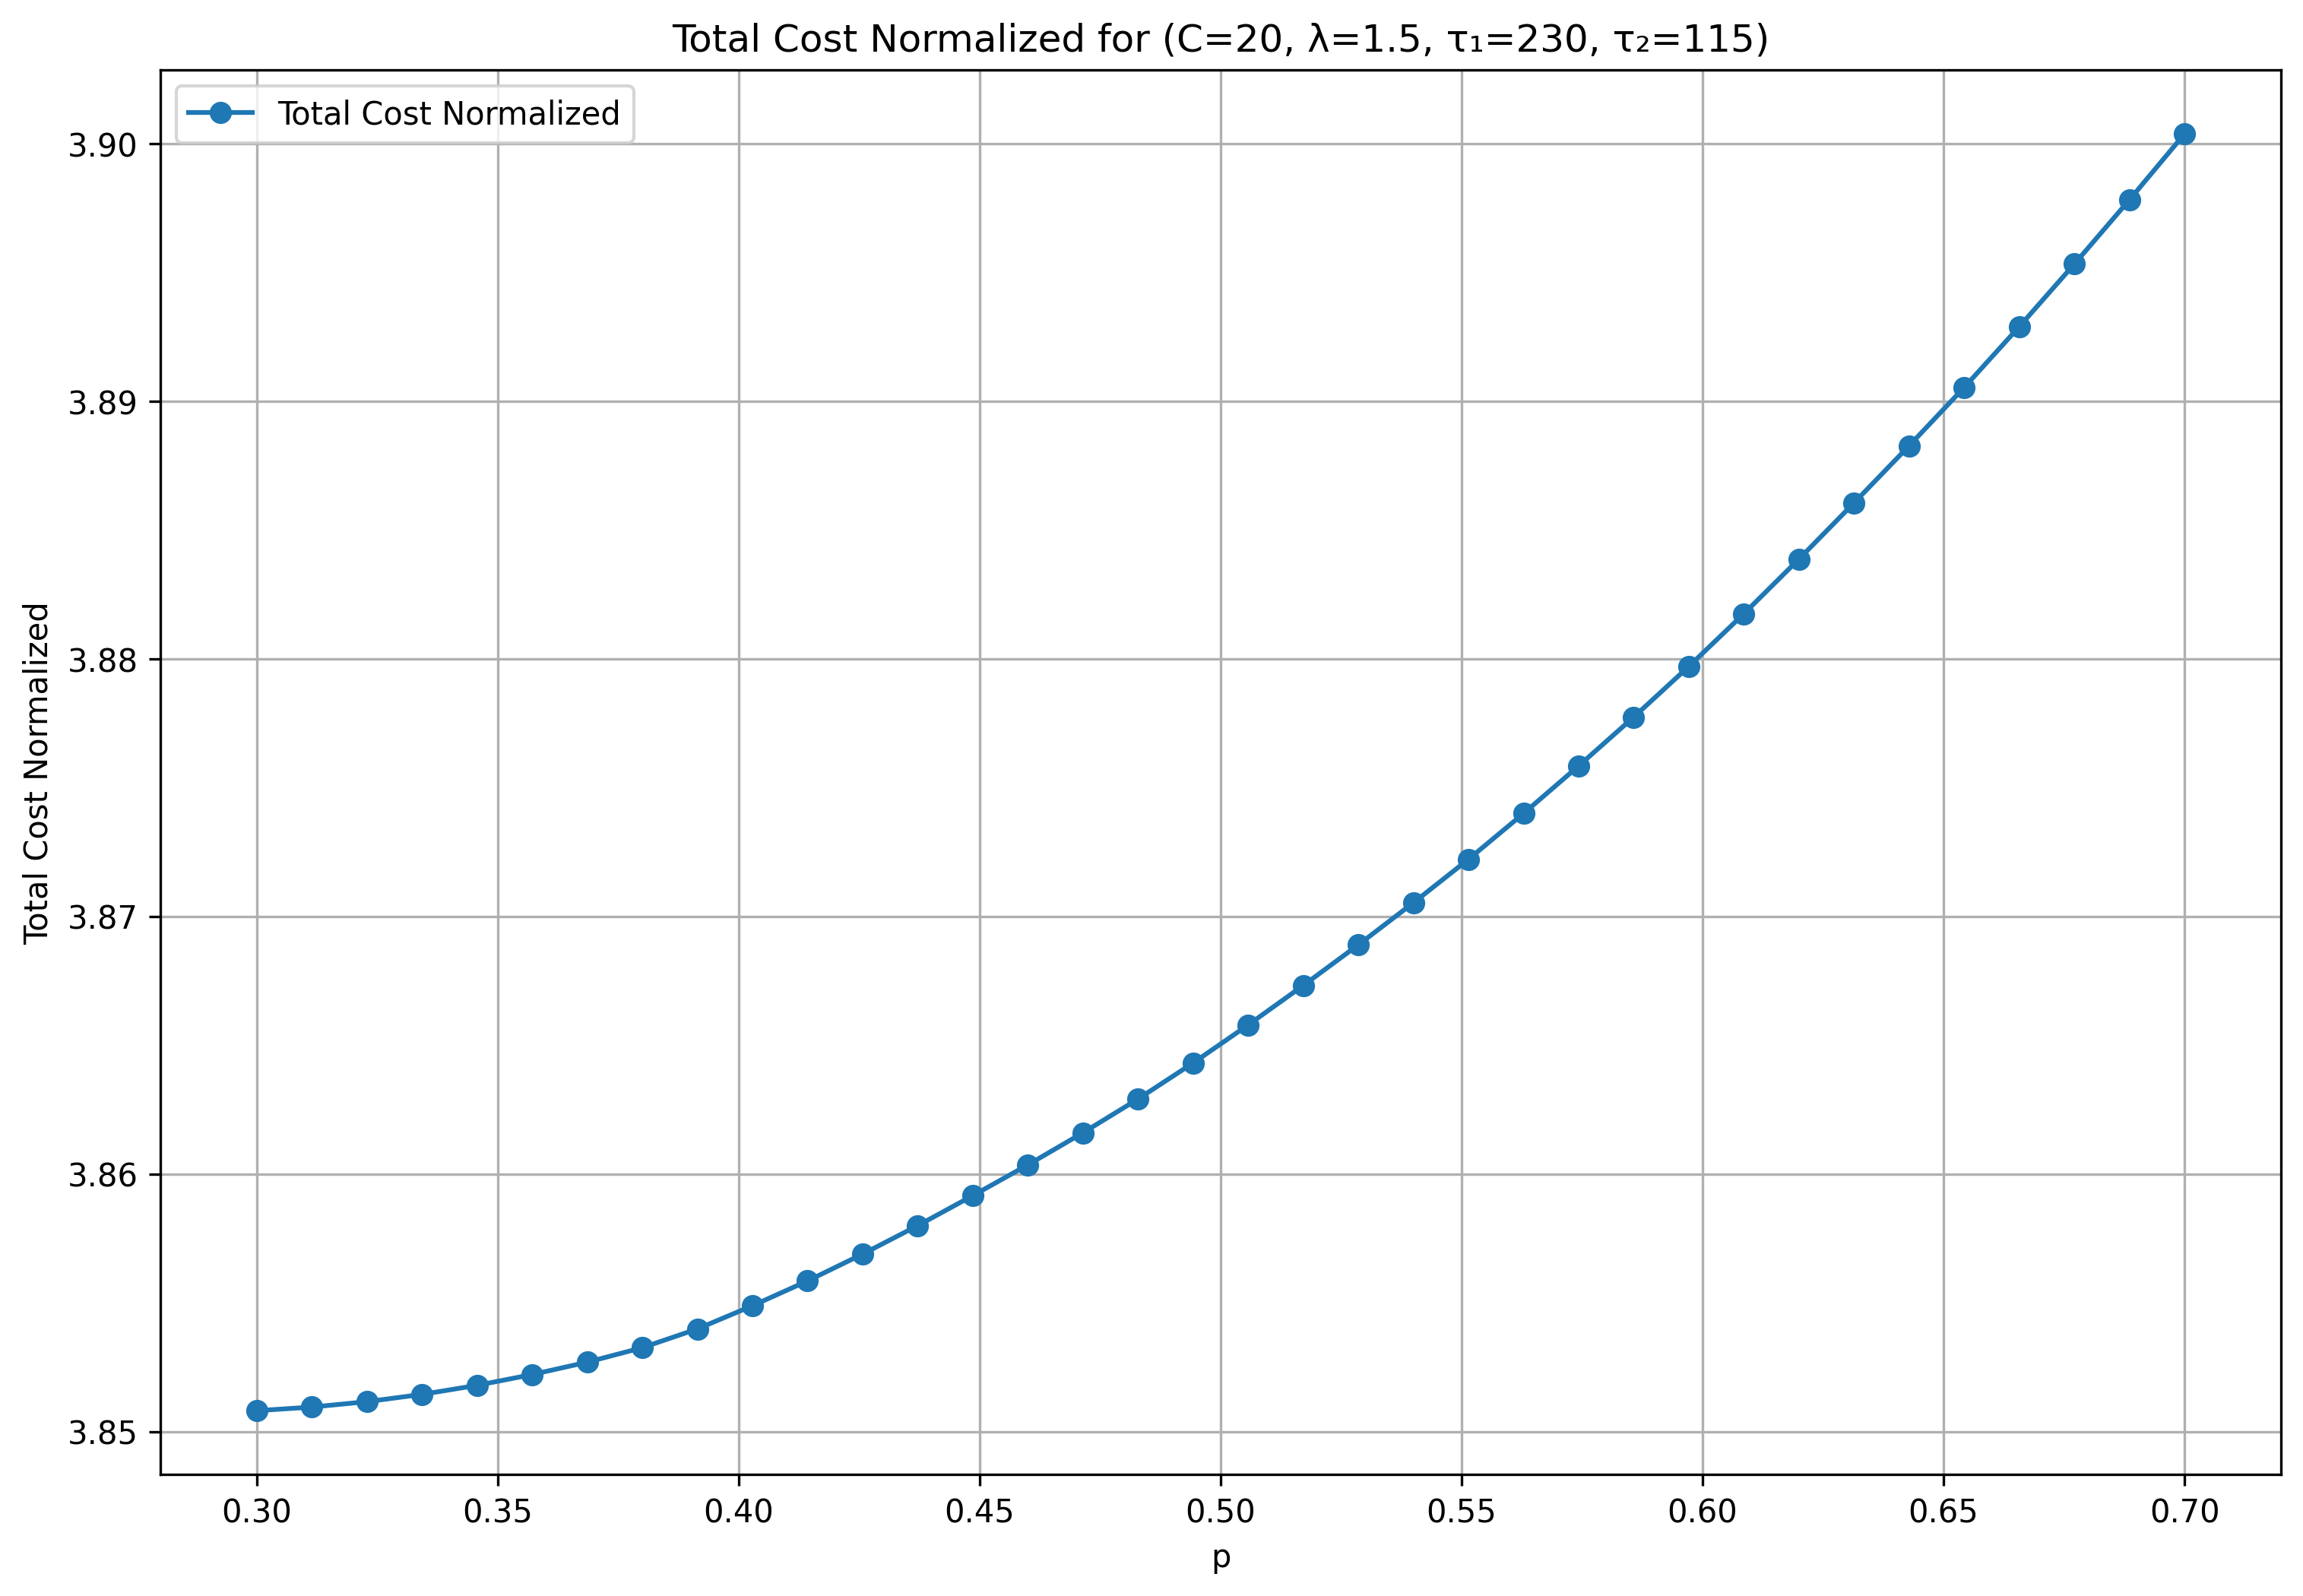 Total Cost Normalized for (C=20, λ=1.5, τ₁=230, τ₂=115)
Total Cost Normalized
3.90
3.89
3.88
3.87
3.86
3.85
Total Cost Normalized
0.30 0.35 0.40 0.45 0.50 0.55 0.60 0.65 0.70
p